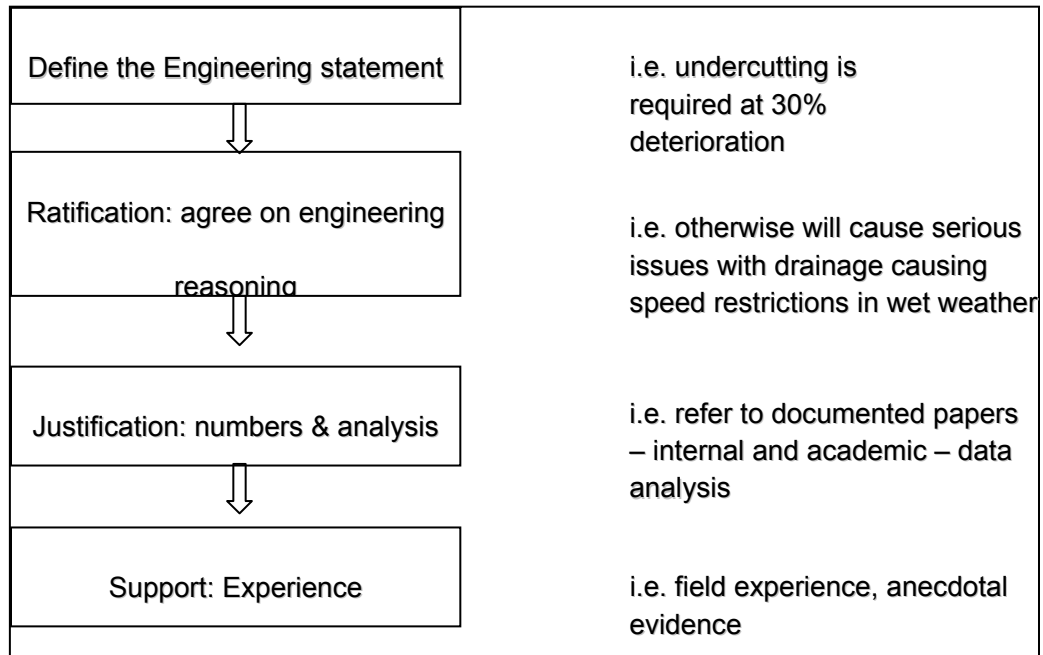 Define the Engineering statement
i.e. undercutting is
required at 30%
deterioration
Ratification: agree on engineering
reasoning
i.e. otherwise will cause serious
issues with drainage causing
speed restrictions in wet weather
Justification: numbers & analysis
i.e. refer to documented papers
– internal and academic – data
analysis
Support: Experience
i.e. field experience, anecdotal
evidence